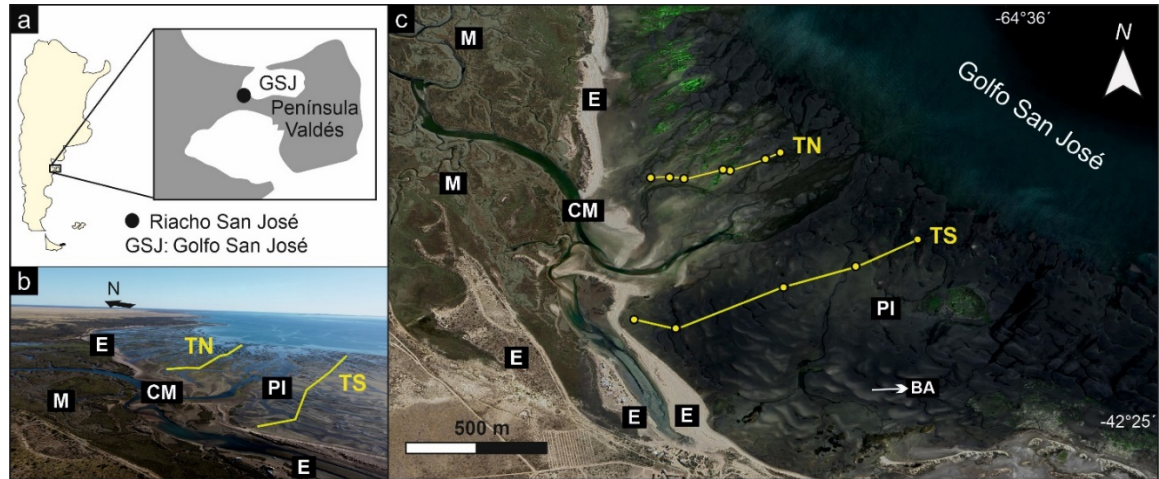 a
GSJ
Península
Valdés
Riacho San José
GSJ: Golfo San José
b
N
E
TN
M
CM
PI
TS
E
c
-64°36´
N
Golfo San José
M
E
TN
M
CM
TS
PI
E
BA
E
E
500 m
-42°25´